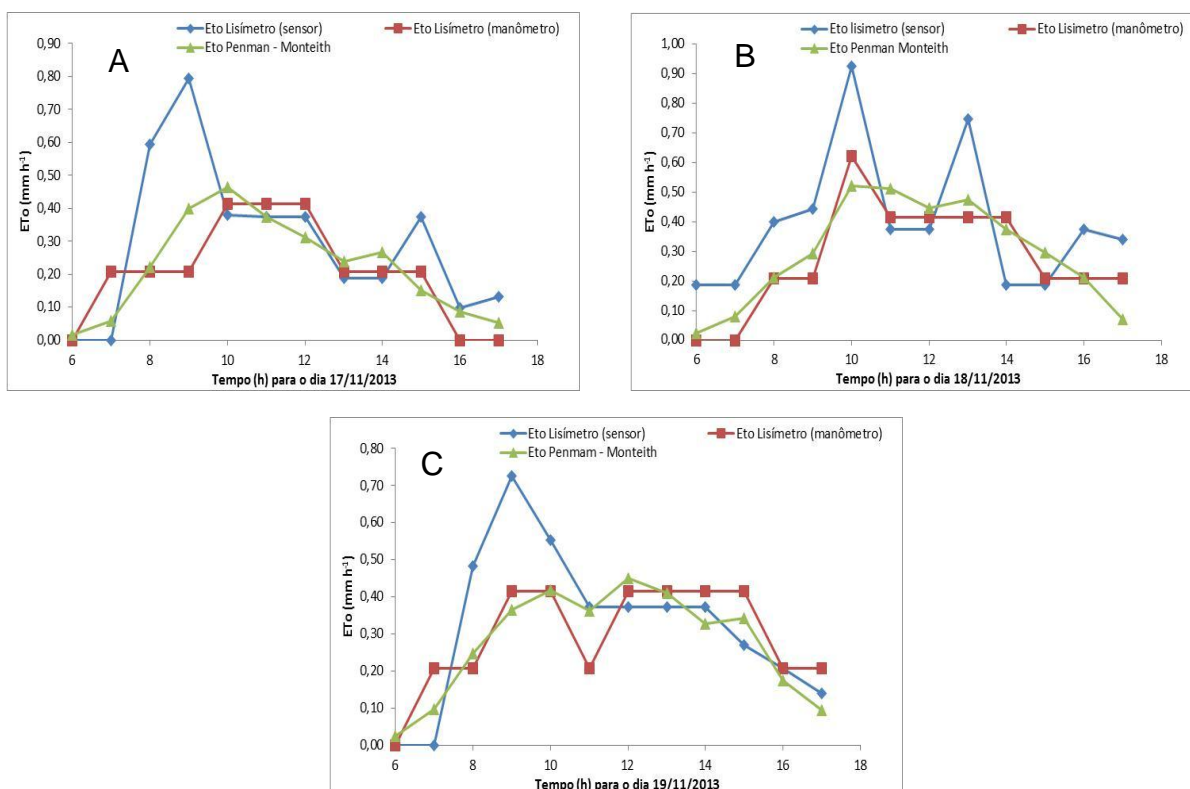 Eto Lisímetro (sensor)
Eto Lisímetro (manômetro)
Eto Penman - Monteith
A
0,90
0,80
0,70
0,60
0,50
0,40
0,30
0,20
0,10
0,00
ETo (mm h-1)
6 8 10 12 14 16 18
Tempo (h) para o dia 17/11/2013
Eto lisimetro (sensor)
Eto Lisimetro (manômetro)
Eto Penman Monteith
B
1,00
0,90
0,80
0,70
0,60
0,50
0,40
0,30
0,20
0,10
0,00
ETo (mm h-1)
6 8 10 12 14 16 18
Tempo (h) para o dia 18/11/2013
Eto Lisímetro (sensor)
Eto Lisímetro (manômetro)
Eto Penmam - Monteith
C
0,80
0,70
0,60
0,50
0,40
0,30
0,20
0,10
0,00
ETo (mm h-1)
6 8 10 12 14 16 18
Tempo (h) para o dia 19/11/2013